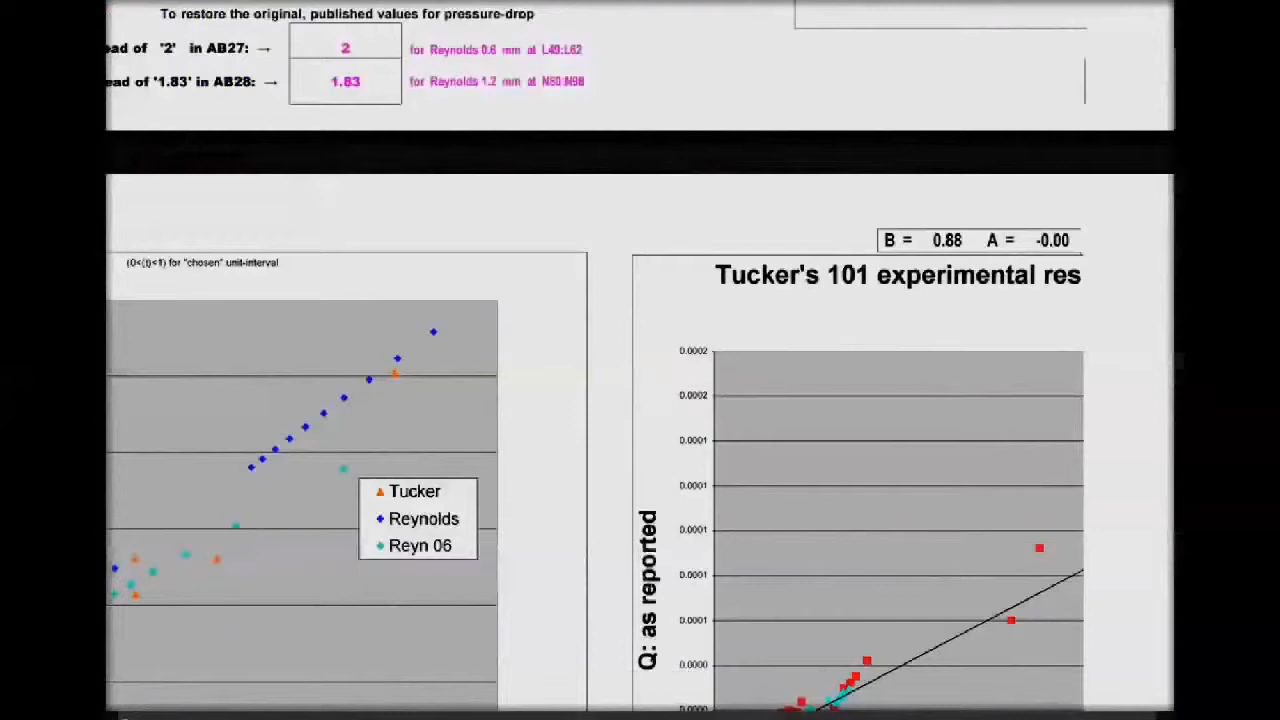 To restore the original, published values for pressure-drop
ead of '2' in AB27: → 2 for Reynolds 0.6 mm at L49:L62
ead of '1.83' in AB28: → 1.83 for Reynolds 1.2 mm at N80:N98
B = 0.88 A = -0.00
(0<(t)<1) for "chosen" unit-interval
Tucker's 101 experimental res
0.0002
0.0002
0.0001
0.0001
0.0001
0.0001
0.0001
0.0000
0.0000
Q: as reported
Tucker
Reynolds
Reyn 06